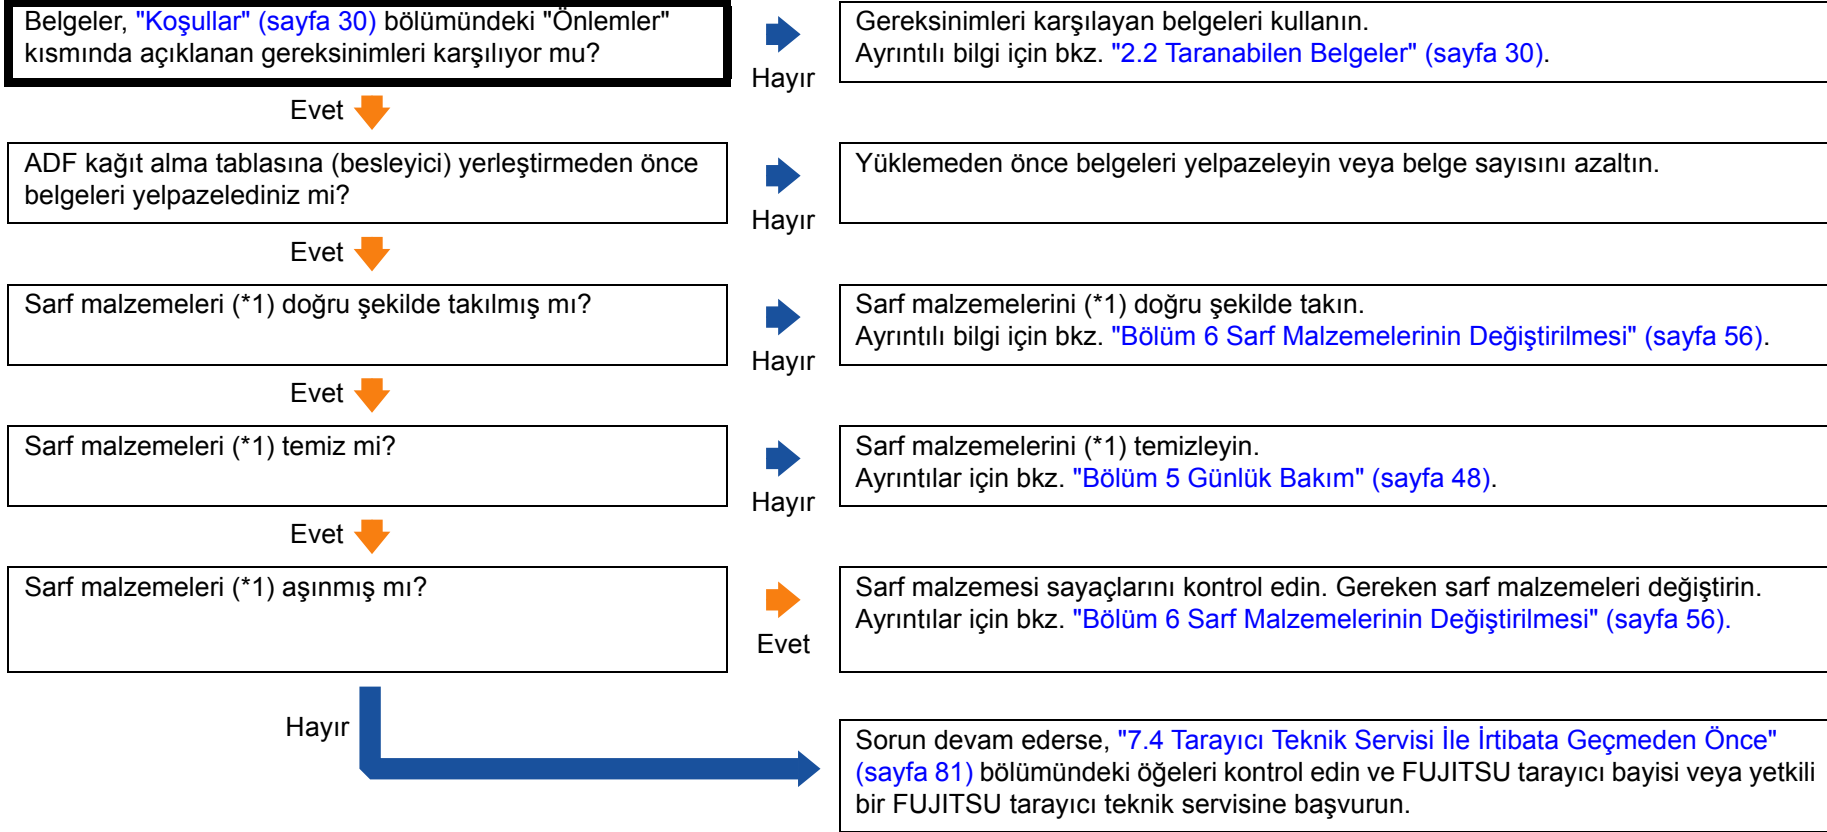 Belgeler, "Koşullar" (sayfa 30) bölümündeki "Önlemler"
kısmında açıklanan gereksinimleri karşılıyor mu?
Hayır
Gereksinimleri karşılayan belgeleri kullanın.
Ayrıntılı bilgi için bkz. "2.2 Taranabilen Belgeler" (sayfa 30).
Evet
ADF kağıt alma tablasına (besleyici) yerleştirmeden önce
belgeleri yelpazelediniz mi?
Hayır
Yüklemeden önce belgeleri yelpazeleyin veya belge sayısını azaltın.
Evet
Sarf malzemeleri (*1) doğru şekilde takılmış mı?
Hayır
Sarf malzemelerini (*1) doğru şekilde takın.
Ayrıntılı bilgi için bkz. "Bölüm 6 Sarf Malzemelerinin Değiştirilmesi" (sayfa 56).
Evet
Sarf malzemeleri (*1) temiz mi?
Hayır
Sarf malzemelerini (*1) temizleyin.
Ayrıntılar için bkz. "Bölüm 5 Günlük Bakım" (sayfa 48).
Evet
Sarf malzemeleri (*1) aşınmış mı?
Evet
Sarf malzemesi sayaçlarını kontrol edin. Gereken sarf malzemeleri değiştirin.
Ayrıntılar için bkz. "Bölüm 6 Sarf Malzemelerinin Değiştirilmesi" (sayfa 56).
Hayır
Sorun devam ederse, "7.4 Tarayıcı Teknik Servisi İle İrtibata Geçmeden Önce"
(sayfa 81) bölümündeki öğeleri kontrol edin ve FUJITSU tarayıcı bayisi veya yetkili
bir FUJITSU tarayıcı teknik servisine başvurun.